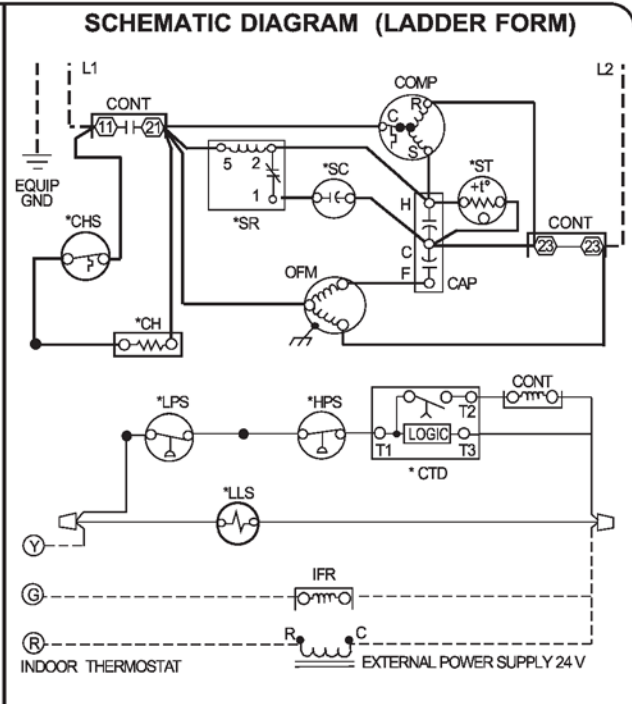 SCHEMATIC DIAGRAM (LADDER FORM)
L1
L2
CONT
11
21
COMP
R
C
S
5
2
1
*SR
*SC
*ST
+t°
H
C
F
CAP
CONT
23
23
EQUIP
GND
*CHS
OFM
*CH
*LPS
*HPS
T1
LOGIC
T2
T3
* CTD
CONT
*LLS
Y
G
IFR
R
R
C
INDOOR THERMOSTAT
EXTERNAL POWER SUPPLY 24 V